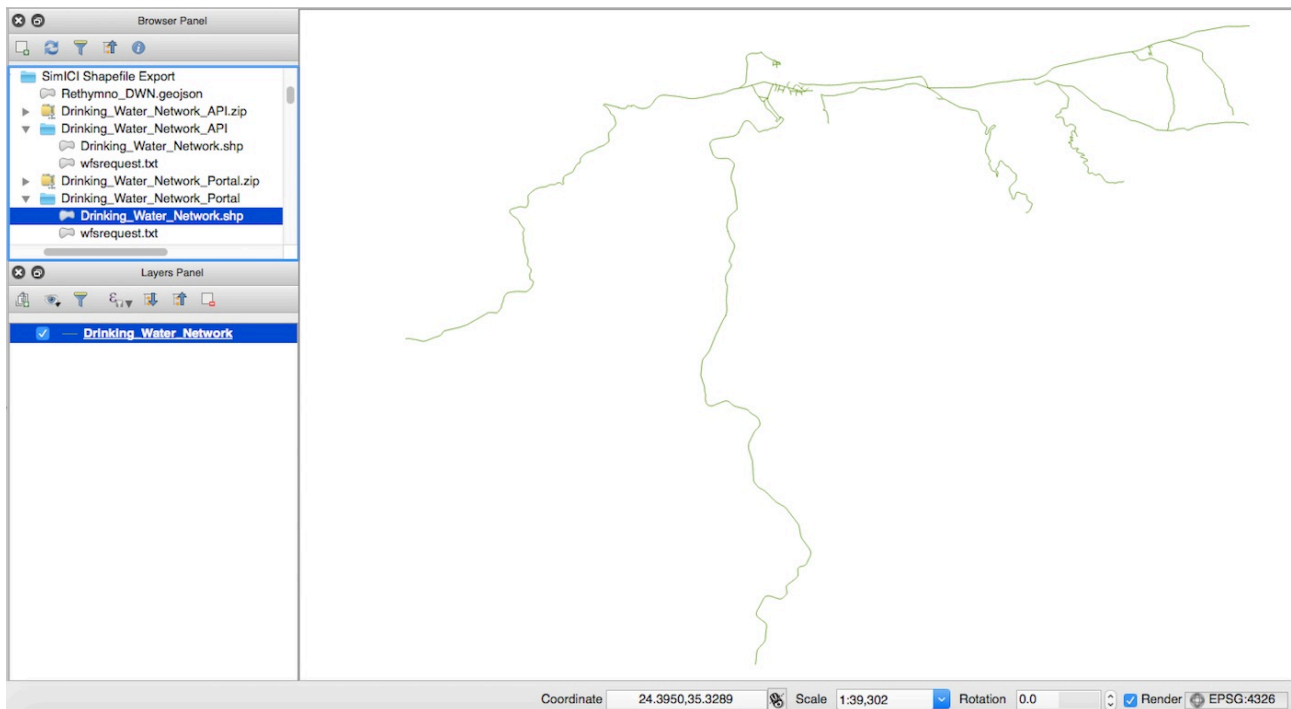 Browser Panel
SimICI Shapefile Export
Rethymno_DWN.geojson
Drinking_Water_Network_API.zip
Drinking_Water_Network_API
Drinking_Water_Network.shp
wfsrequest.txt
Drinking_Water_Network_Portal.zip
Drinking_Water_Network_Portal
Drinking_Water_Network.shp
wfsrequest.txt
Layers Panel
Drinking_Water_Network
Coordinate 24.3950,35.3289 Scale 1:39,302 Rotation 0.0 Render EPSG:4326